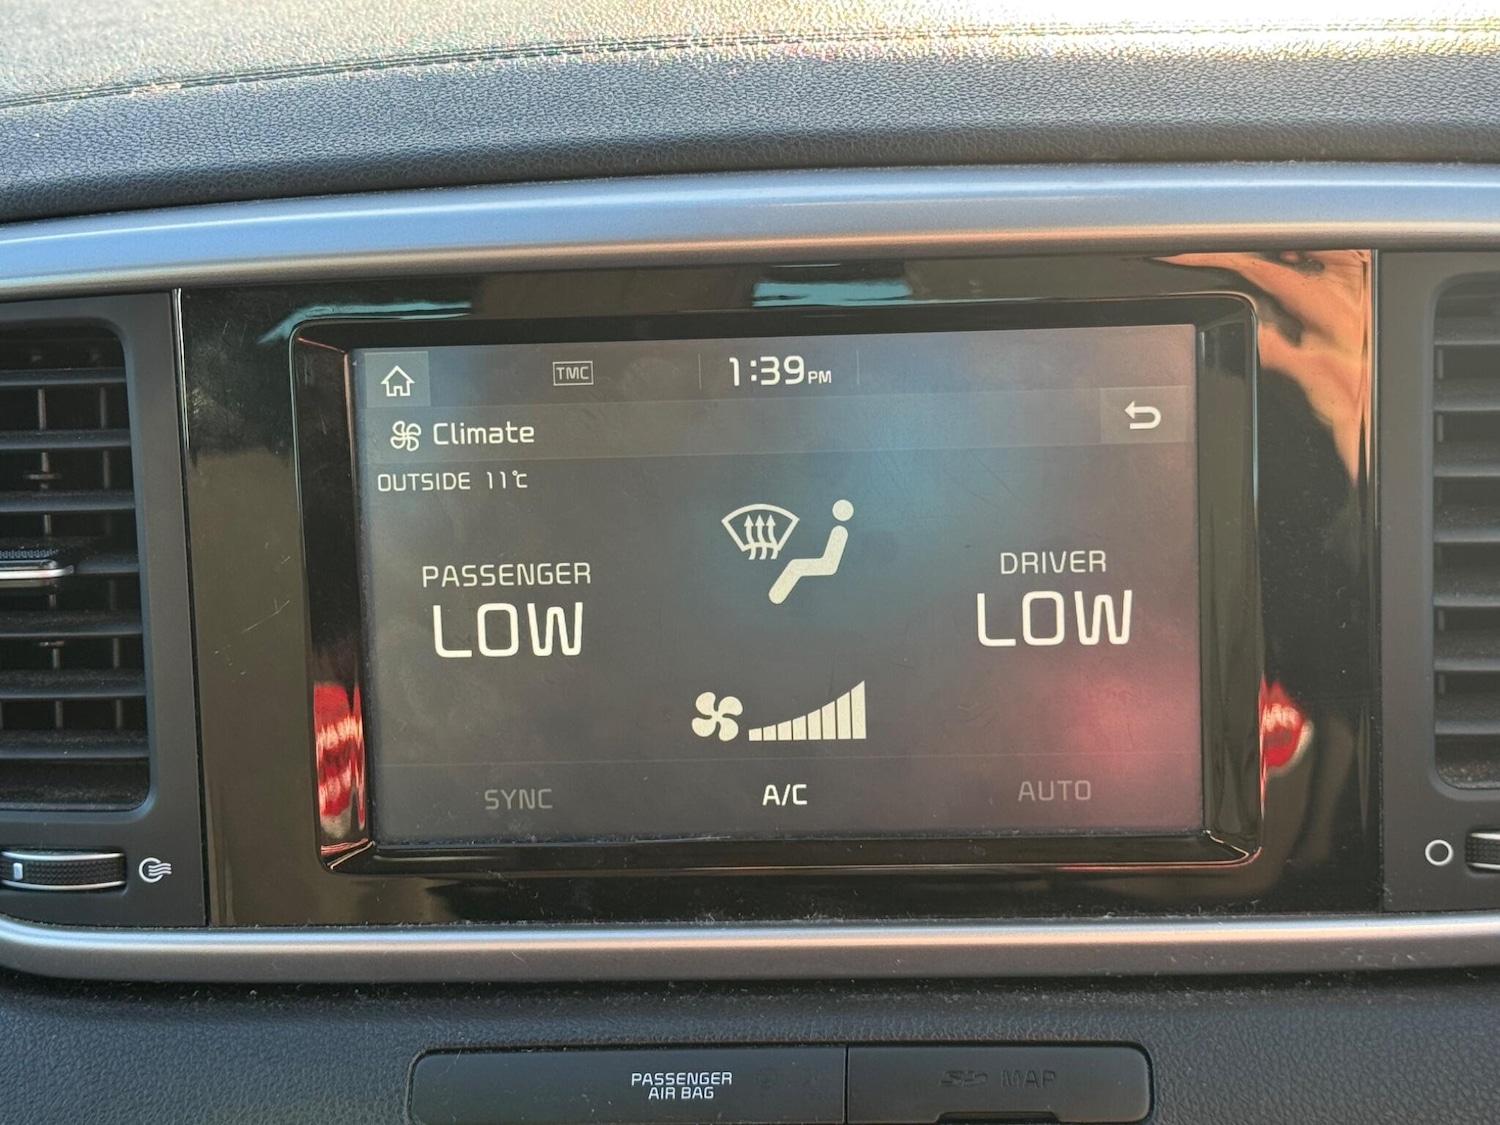 TMC
1:39PM
Climate
OUTSIDE 11℃
PASSENGER
LOW
DRIVER
LOW
SYNC
A/C
AUTO
PASSENGER
AIR BAG
MAP